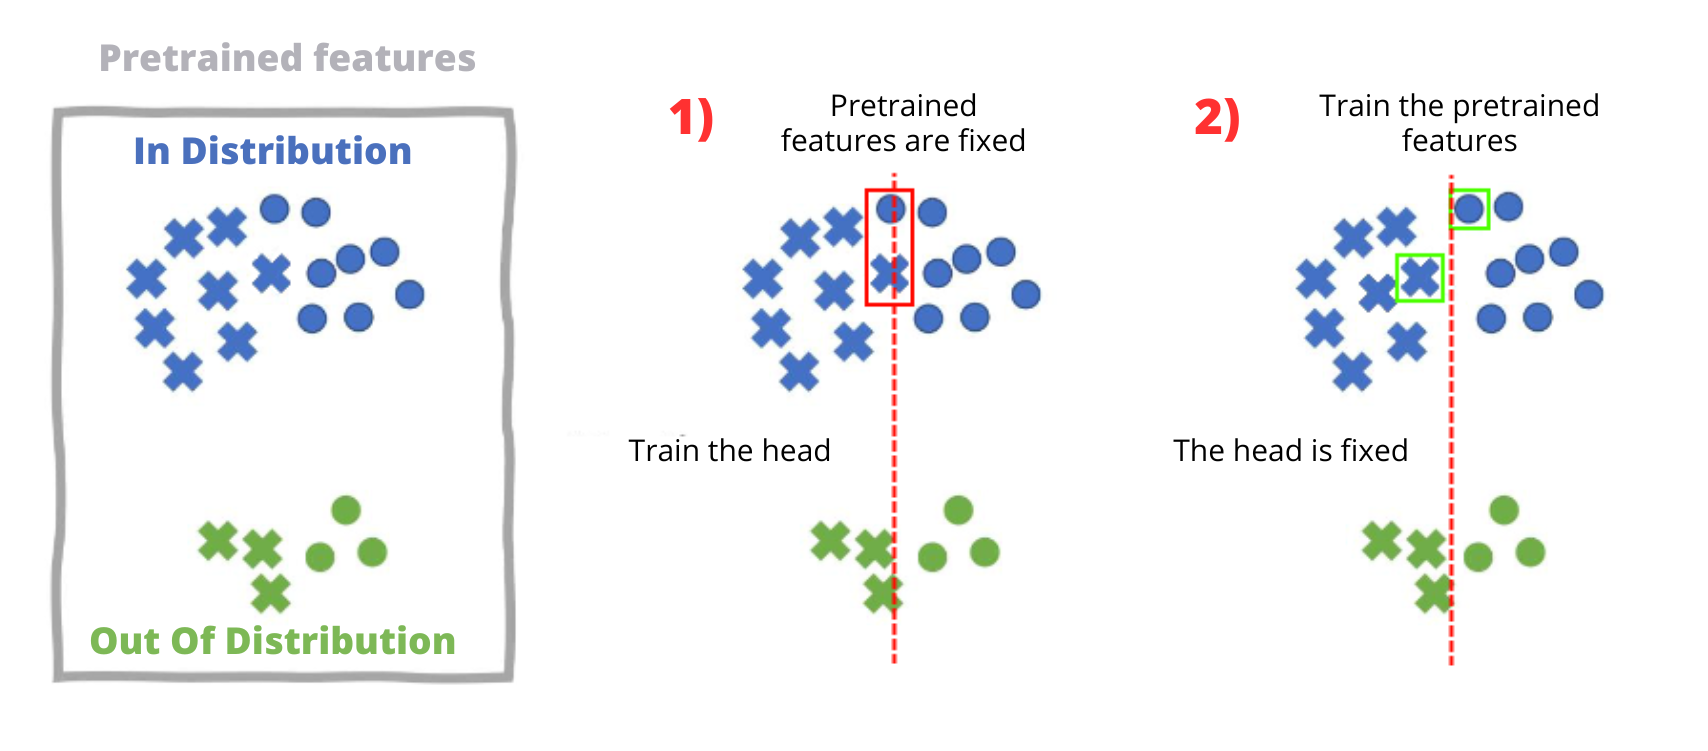 Pretrained features
In Distribution
Out Of Distribution
1)
Pretrained
features are fixed
Train the head
2)
Train the pretrained
features
The head is fixed